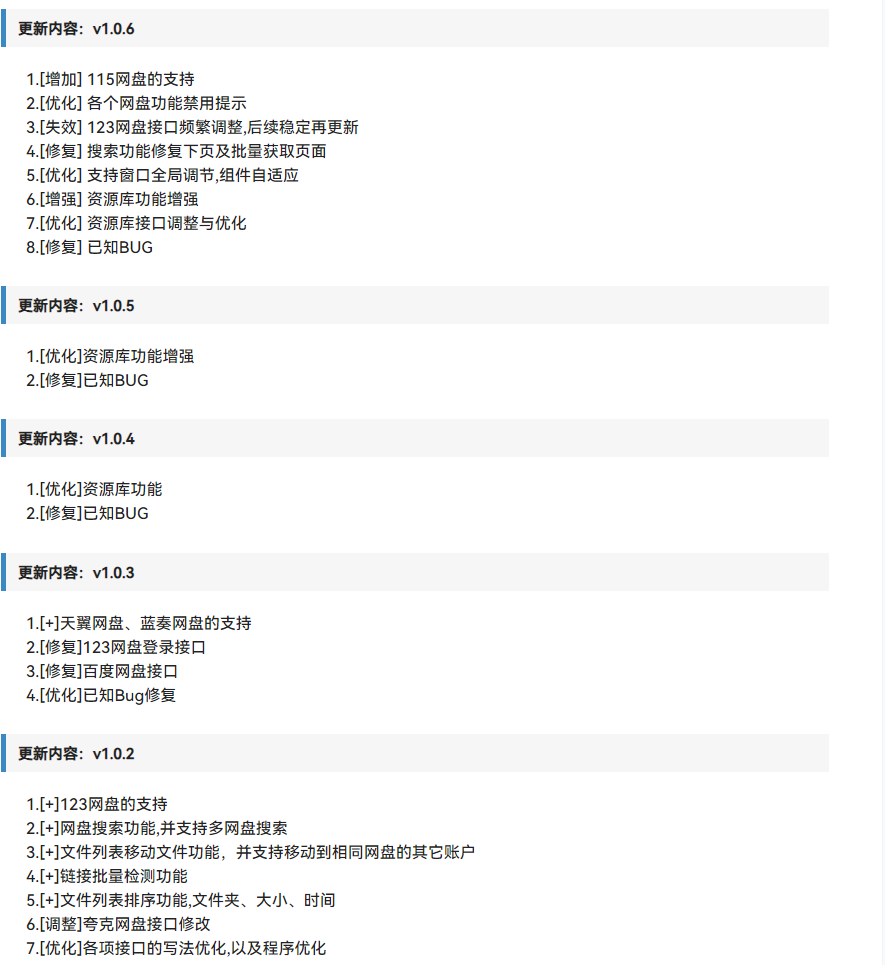 更新内容：v1.0.6
1.[增加] 115网盘的支持
2.[优化] 各个网盘功能禁用提示
3.[失效] 123网盘接口频繁调整,后续稳定再更新
4.[修复] 搜索功能修复下页及批量获取页面
5.[优化] 支持窗口全局调节,组件自适应
6.[增强] 资源库功能增强
7.[优化] 资源库接口调整与优化
8.[修复] 已知BUG
更新内容：v1.0.5
1.[优化]资源库功能增强
2.[修复]已知BUG
更新内容：v1.0.4
1.[优化]资源库功能
2.[修复]已知BUG
更新内容：v1.0.3
1.[+]天翼网盘、蓝奏网盘的支持
2.[修复]123网盘登录接口
3.[修复]百度网盘接口
4.[优化]已知Bug修复
更新内容：v1.0.2
1.[+]123网盘的支持
2.[+]网盘搜索功能,并支持多网盘搜索
3.[+]文件列表移动文件功能，并支持移动到相同网盘的其它账户
4.[+]链接批量检测功能
5.[+]文件列表排序功能,文件夹、大小、时间
6.[调整]夸克网盘接口修改
7.[优化]各项接口的写法优化,以及程序优化